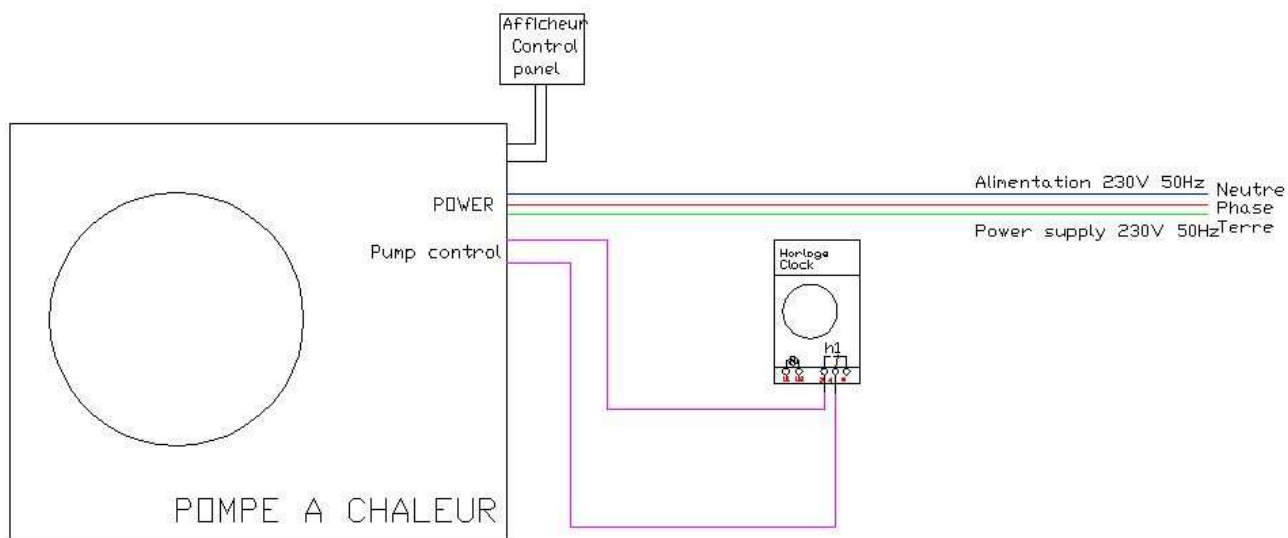 Afficheur
Control
panel
Alimentation 230V 50Hz
Neutre
POWER
Phase
Power supply 230V 50Hz
Terre
Pump control
Horloge
Clock
h1
POMPE A CHALEUR